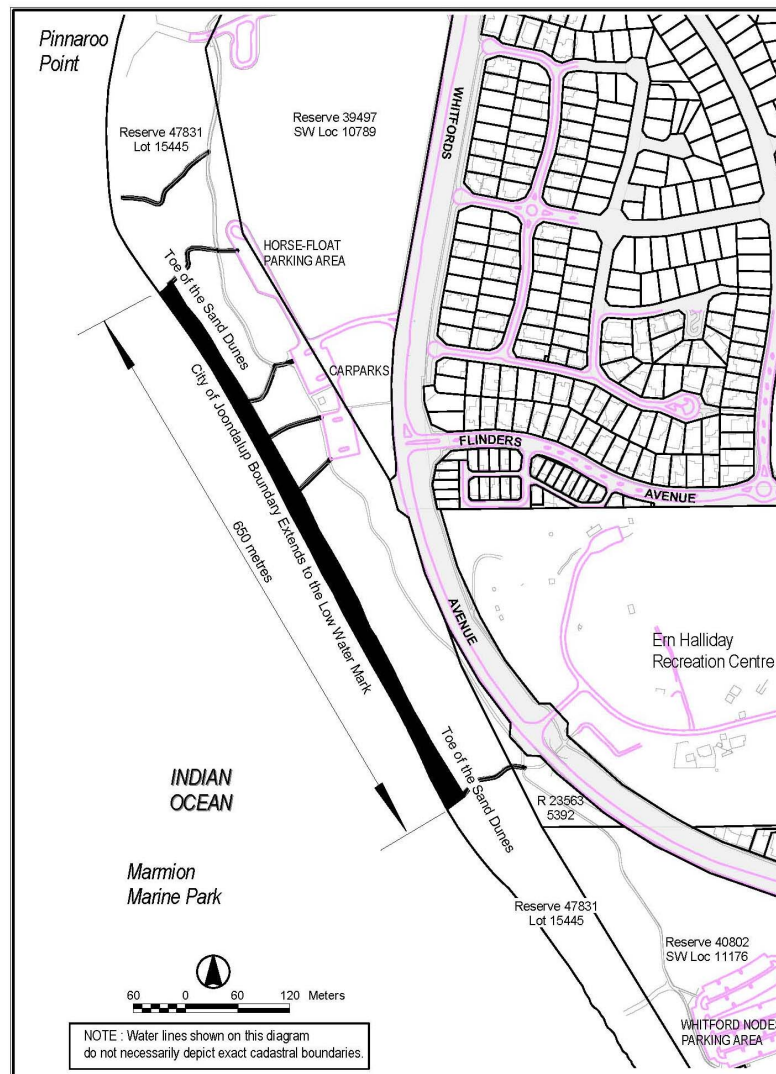 Pinnaroo
Point
Reserve 47831
Lot 15445
Reserve 39497
SW Loc 10789
WHITFORDS
HORSE-FLOAT
PARKING AREA
Toe of the Sand Dunes
CARPARKS
City of Joondalup Boundary Extends to the Low Water Mark
FLINDERS
AVENUE
650 metres
AVENUE
Ern Halliday
Recreation Centre
Toe of the Sand Dunes
INDIAN
OCEAN
R 23563
5392
Marmion
Marine Park
Reserve 47831
Lot 15445
Reserve 40802
SW Loc 11176
60 0 60 120 Meters
WHITFORD NODES
PARKING AREA
NOTE : Water lines shown on this diagram
do not necessarily depict exact cadastral boundaries.